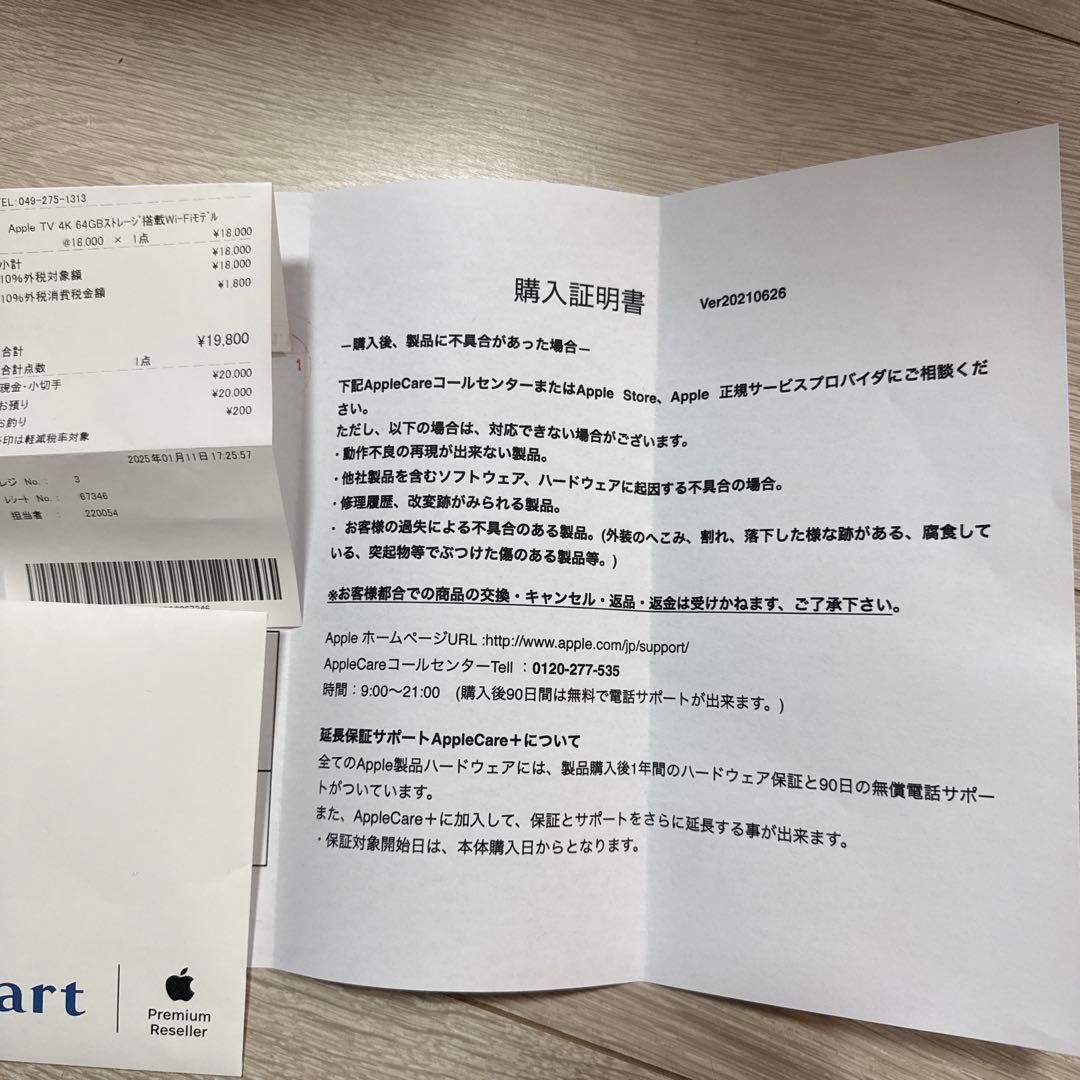 TEL:049-275-1313
Apple TV 4K 64GBｽﾄﾚｰｼﾞ搭載Wi-Fiﾓﾃﾞﾙ
@18,000 × 1点 ¥18,000
小計 ¥18,000
10%外税対象額 ¥18,000
10%外税消費税金額 ¥1,800
合計 ¥19,800
合計点数 1点
現金・小切手 ¥20,000
お預り ¥20,000
お釣り ¥200
印は軽減税率対象
2025年01月11日 17:25:57
レジ No.: 3
ﾚｼｰﾄ No.: 67346
担当者 : 220054
1
art
Premium
Reseller
購入証明書 Ver20210626
—購入後、製品に不具合があった場合—
下記AppleCareコールセンターまたはApple Store、Apple 正規サービスプロバイダにご相談くだ
さい。
ただし、以下の場合は、対応できない場合がございます。
・動作不良の再現が出来ない製品。
・他社製品を含むソフトウェア、ハードウェアに起因する不具合の場合。
・修理履歴、改変跡がみられる製品。
・ お客様の過失による不具合のある製品。(外装のへこみ、割れ、落下した様な跡がある、腐食して
いる、突起物等でぶつけた傷のある製品等。)
※お客様都合での商品の交換・キャンセル・返品・返金は受けかねます、ご了承下さい。
Apple ホームページURL :http://www.apple.com/jp/support/
AppleCareコールセンターTell ：0120-277-535
時間：9:00〜21:00 (購入後90日間は無料で電話サポートが出来ます。)
延長保証サポートAppleCare＋について
全てのApple製品ハードウェアには、製品購入後1年間のハードウェア保証と90日の無償電話サポー
トがついています。
また、AppleCare＋に加入して、保証とサポートをさらに延長する事が出来ます。
・保証対象開始日は、本体購入日からとなります。